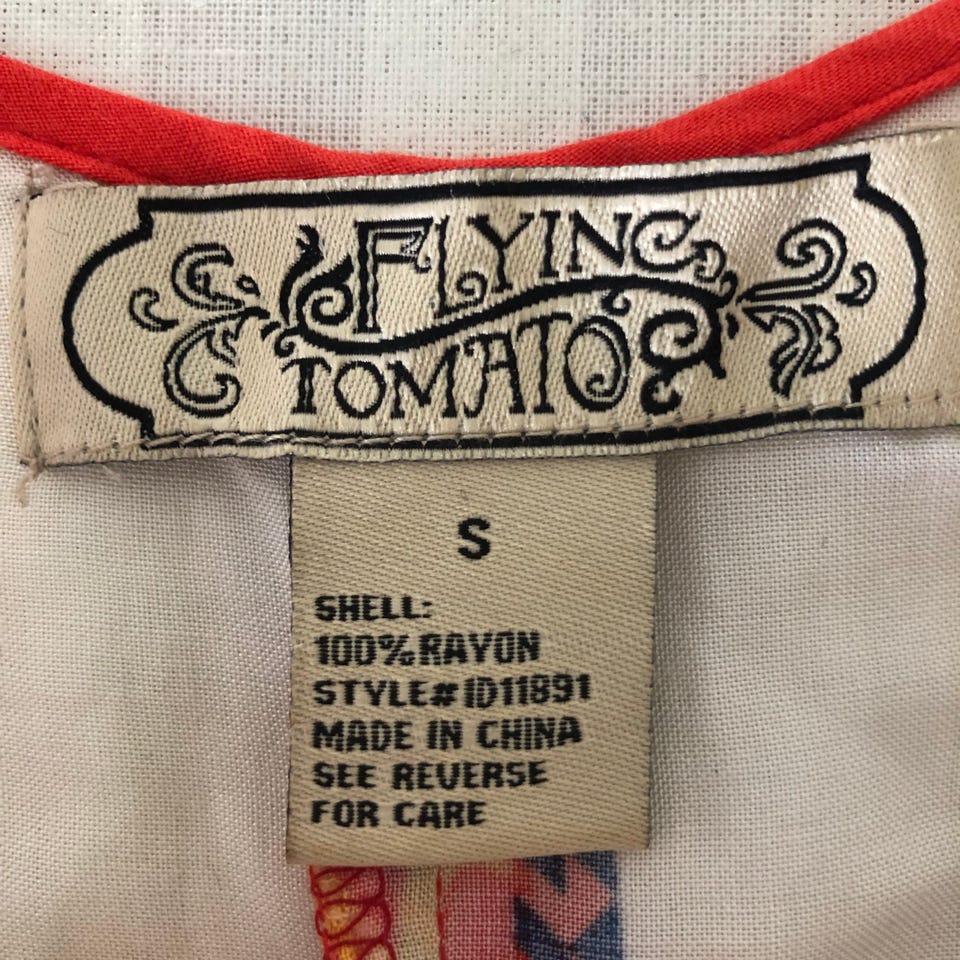 FLYING
TOMATO
S
SHELL:
100% RAYON
STYLE# ID11891
MADE IN CHINA
SEE REVERSE
FOR CARE